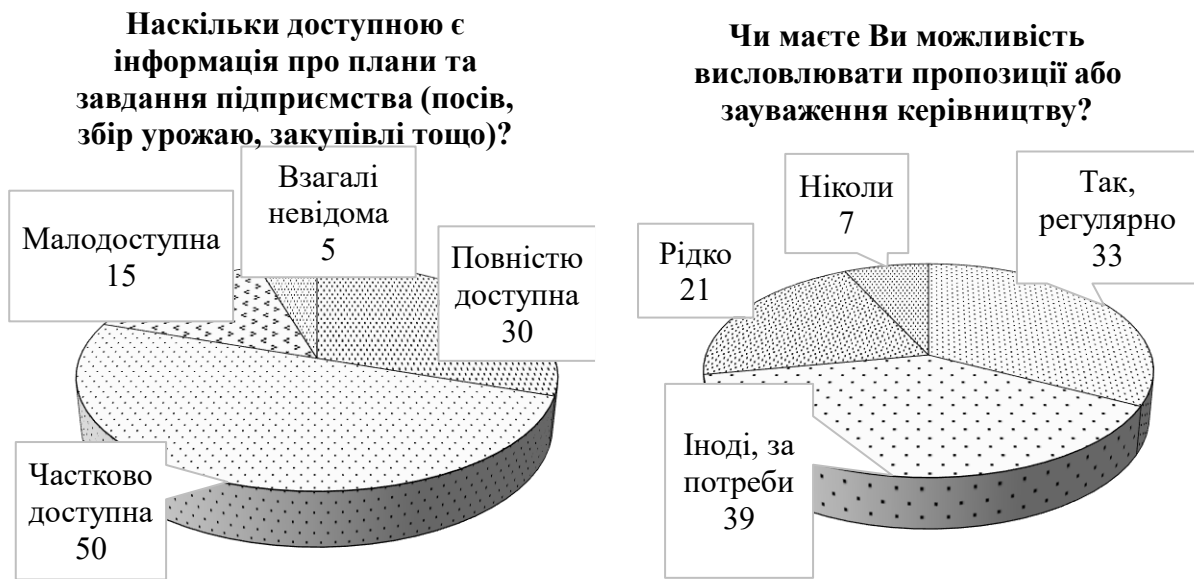 Наскільки доступною є
інформація про плани та
завдання підприємства (посів,
збір урожаю, закупівлі тощо)?
Взагалі
невідома
5
Малодоступна
15
Повністю
доступна
30
Частково
доступна
50
Чи маєте Ви можливість
висловлювати пропозиції або
зауваження керівництву?
Ніколи
7
Так,
регулярно
33
Рідко
21
Іноді, за
потреби
39